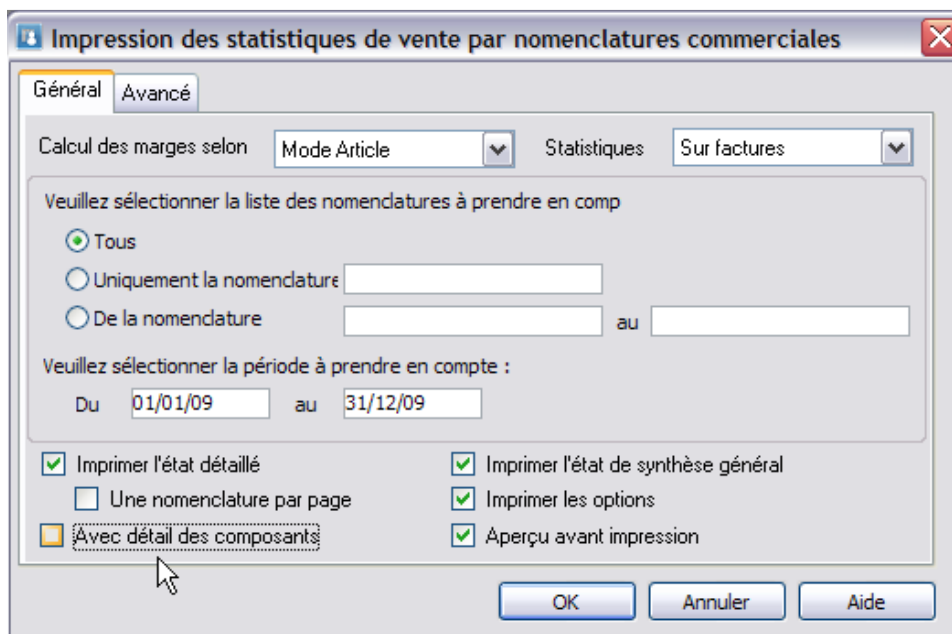 Impression des statistiques de vente par nomenclatures commerciales
Général Avancé
Calcul des marges selon Mode Article Statistiques Sur factures
Veuillez sélectionner la liste des nomenclatures à prendre en comp
Tous
Uniquement la nomenclature
De la nomenclature au
Veuillez sélectionner la période à prendre en compte :
Du 01/01/09 au 31/12/09
Imprimer l'état détaillé Imprimer l'état de synthèse général
Une nomenclature par page Imprimer les options
Avec détail des composants Aperçu avant impression
OK Annuler Aide